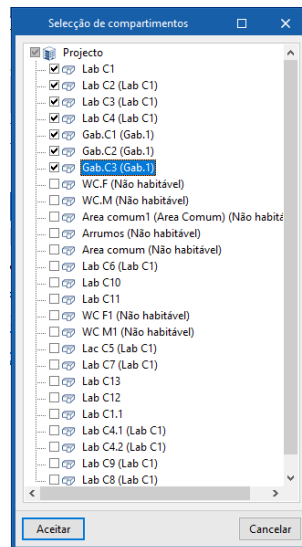 Selecção de compartimentos
Projecto
Lab C1
Lab C2 (Lab C1)
Lab C3 (Lab C1)
Lab C4 (Lab C1)
Gab.C1 (Gab.1)
Gab.C2 (Gab.1)
Gab.C3 (Gab.1)
WC.F (Não habitável)
WC.M (Não habitável)
Area comum1 (Area Comum) (Não habitá
Arrumos (Não habitável)
Area comum (Não habitável)
Lab C6 (Lab C1)
Lab C10
Lab C11
WC F1 (Não habitável)
WC M1 (Não habitável)
Lac C5 (Lab C1)
Lab C7 (Lab C1)
Lab C13
Lab C12
Lab C1.1
Lab C4.1 (Lab C1)
Lab C4.2 (Lab C1)
Lab C9 (Lab C1)
Lab C8 (Lab C1)
Aceitar Cancelar